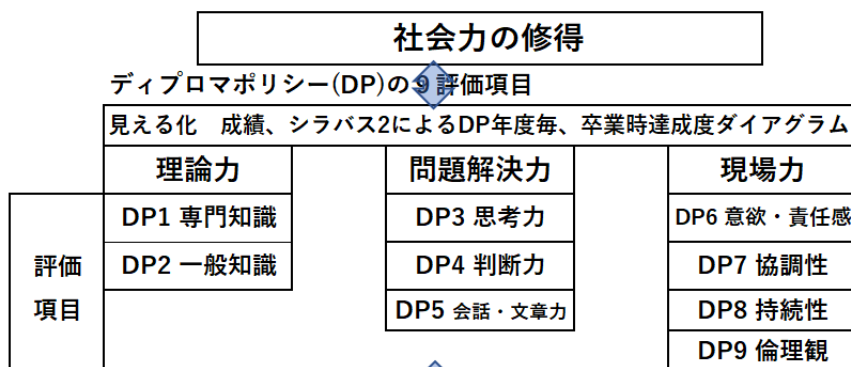 社会力の修得
ディプロマポリシー(DP)の9評価項目
見える化　成績、シラバス2によるDP年度毎、卒業時達成度ダイアグラム
理論力 問題解決力 現場力
DP1 専門知識 DP3 思考力 DP6 意欲・責任感
評価 DP2 一般知識 DP4 判断力 DP7 協調性
項目 DP5 会話・文章力 DP8 持続性
DP9 倫理観